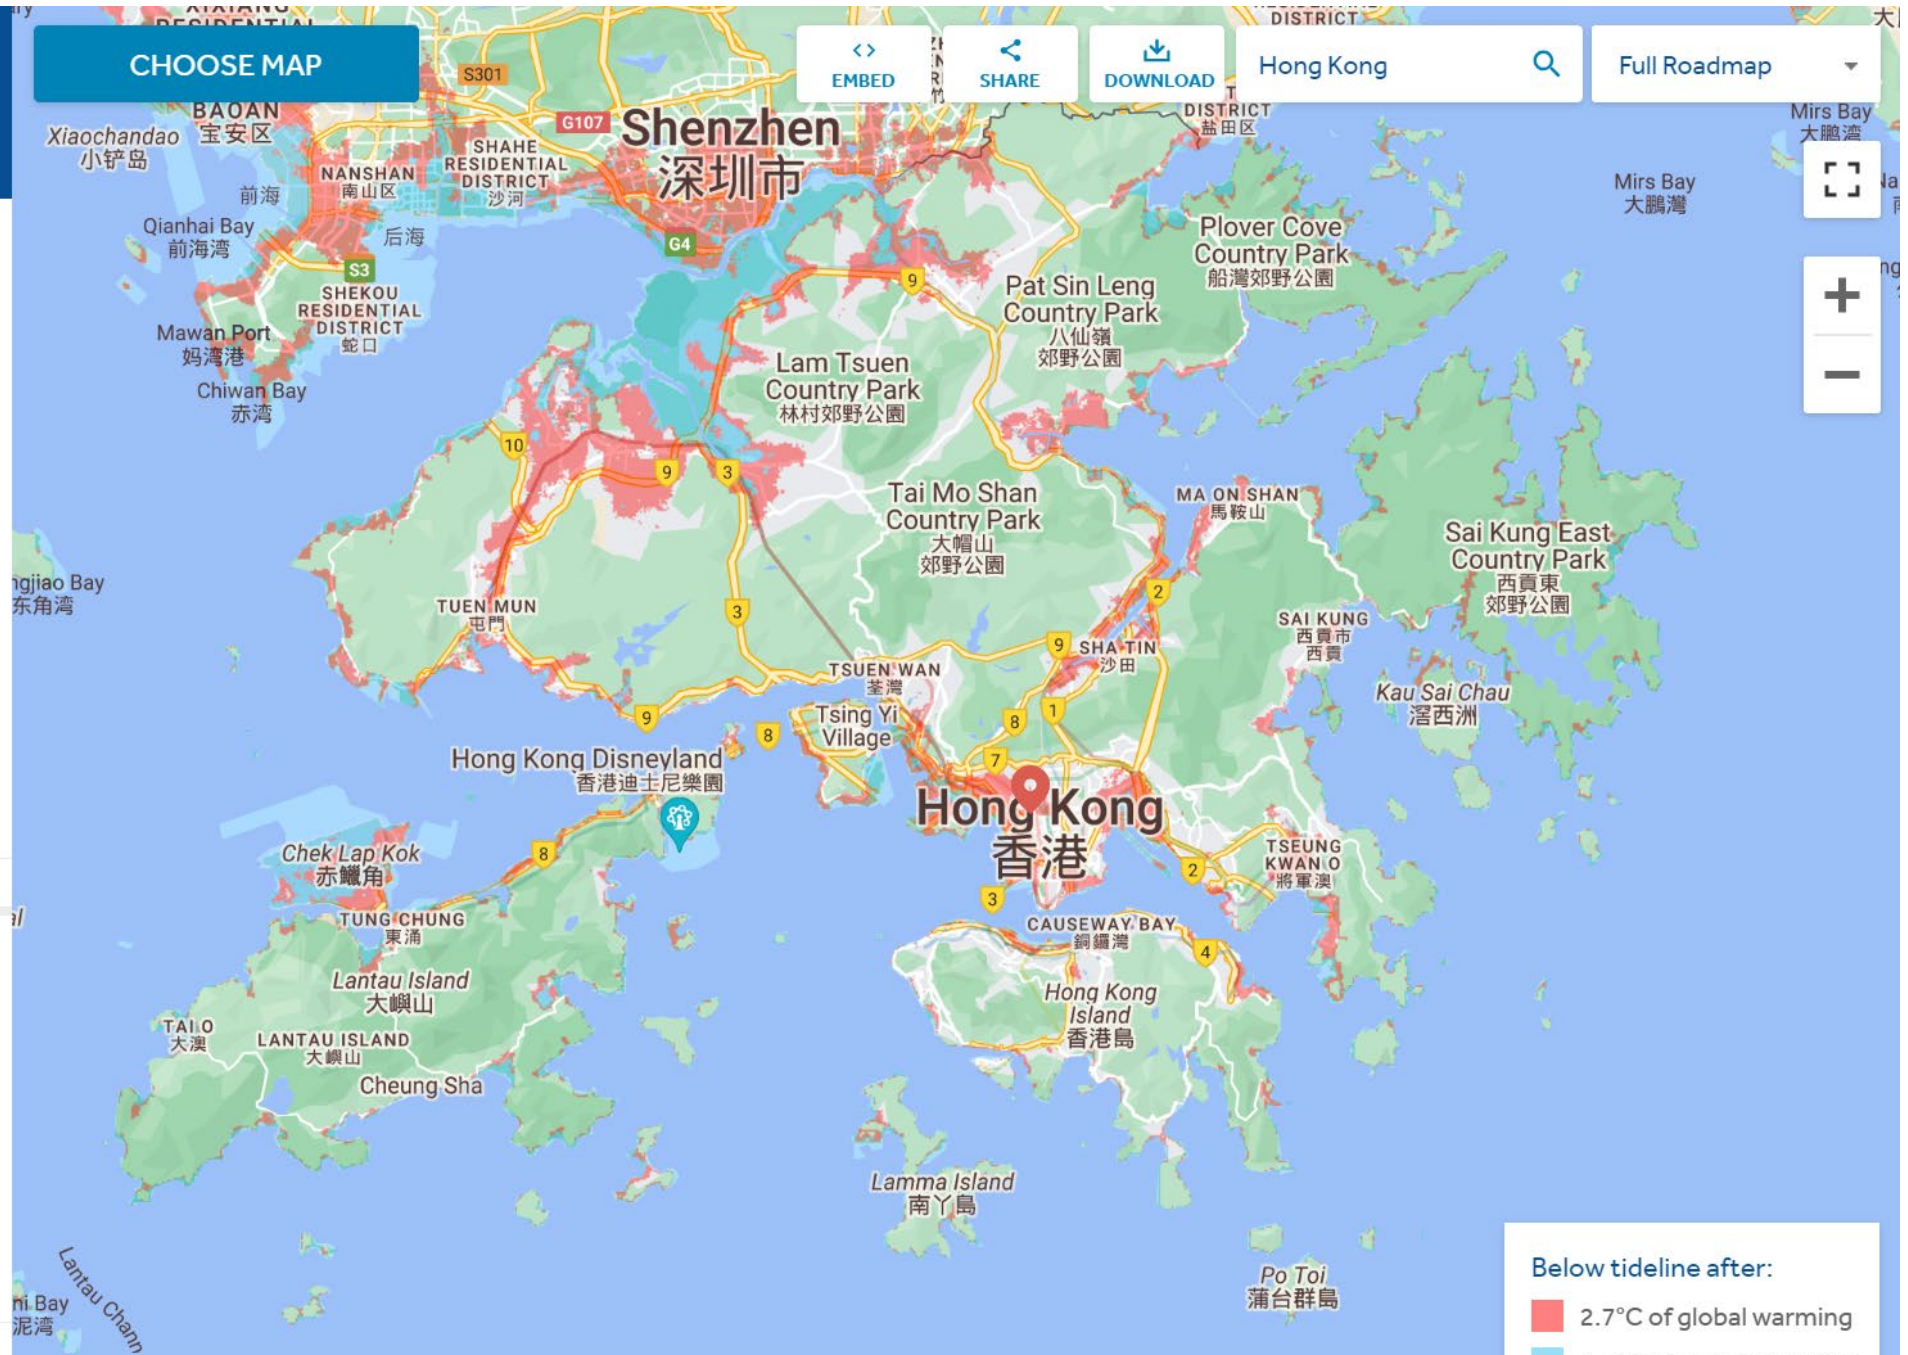 XIXIANG
RESIDENTIAL
DISTRICT
CHOOSE MAP
EMBED
SHARE
DOWNLOAD
Hong Kong
Full Roadmap
S301
BAOAN
宝安区
Xiaochandao
小铲岛
G107
Shenzhen
深圳市
DISTRICT
盐田区
Mirs Bay
大鹏湾
SHAHE
RESIDENTIAL
DISTRICT
沙河
NANSHAN
南山区
前海
Mirs Bay
大鵬灣
Qianhai Bay
前海湾
后海
G4
S3
Plover Cove
Country Park
船灣郊野公園
9
Pat Sin Leng
Country Park
八仙嶺
郊野公園
SHEKOU
RESIDENTIAL
DISTRICT
蛇口
Mawan Port
妈湾港
Chiwan Bay
赤湾
Lam Tsuen
Country Park
林村郊野公園
10
9
3
Tai Mo Shan
Country Park
大帽山
郊野公園
MA ON SHAN
馬鞍山
Sai Kung East
Country Park
西貢東
郊野公園
ngjiao Bay
东角湾
TUEN MUN
屯門
3
2
SAI KUNG
西貢市
西貢
9
SHA TIN
沙田
TSUEN WAN
荃灣
Kau Sai Chau
滘西洲
9
8
Tsing Yi
Village
8
1
Hong Kong Disneyland
香港迪士尼樂園
7
Hong Kong
香港
Chek Lap Kok
赤鱲角
8
TSEUNG
KWAN O
將軍澳
2
3
TUNG CHUNG
東涌
CAUSEWAY BAY
銅鑼灣
4
Lantau Island
大嶼山
Hong Kong
Island
香港島
TAI O
大澳
LANTAU ISLAND
大嶼山
Cheung Sha
Lamma Island
南丫島
Lantau Chann
ni Bay
泥湾
Po Toi
蒲台群島
Below tideline after:
2.7°C of global warming